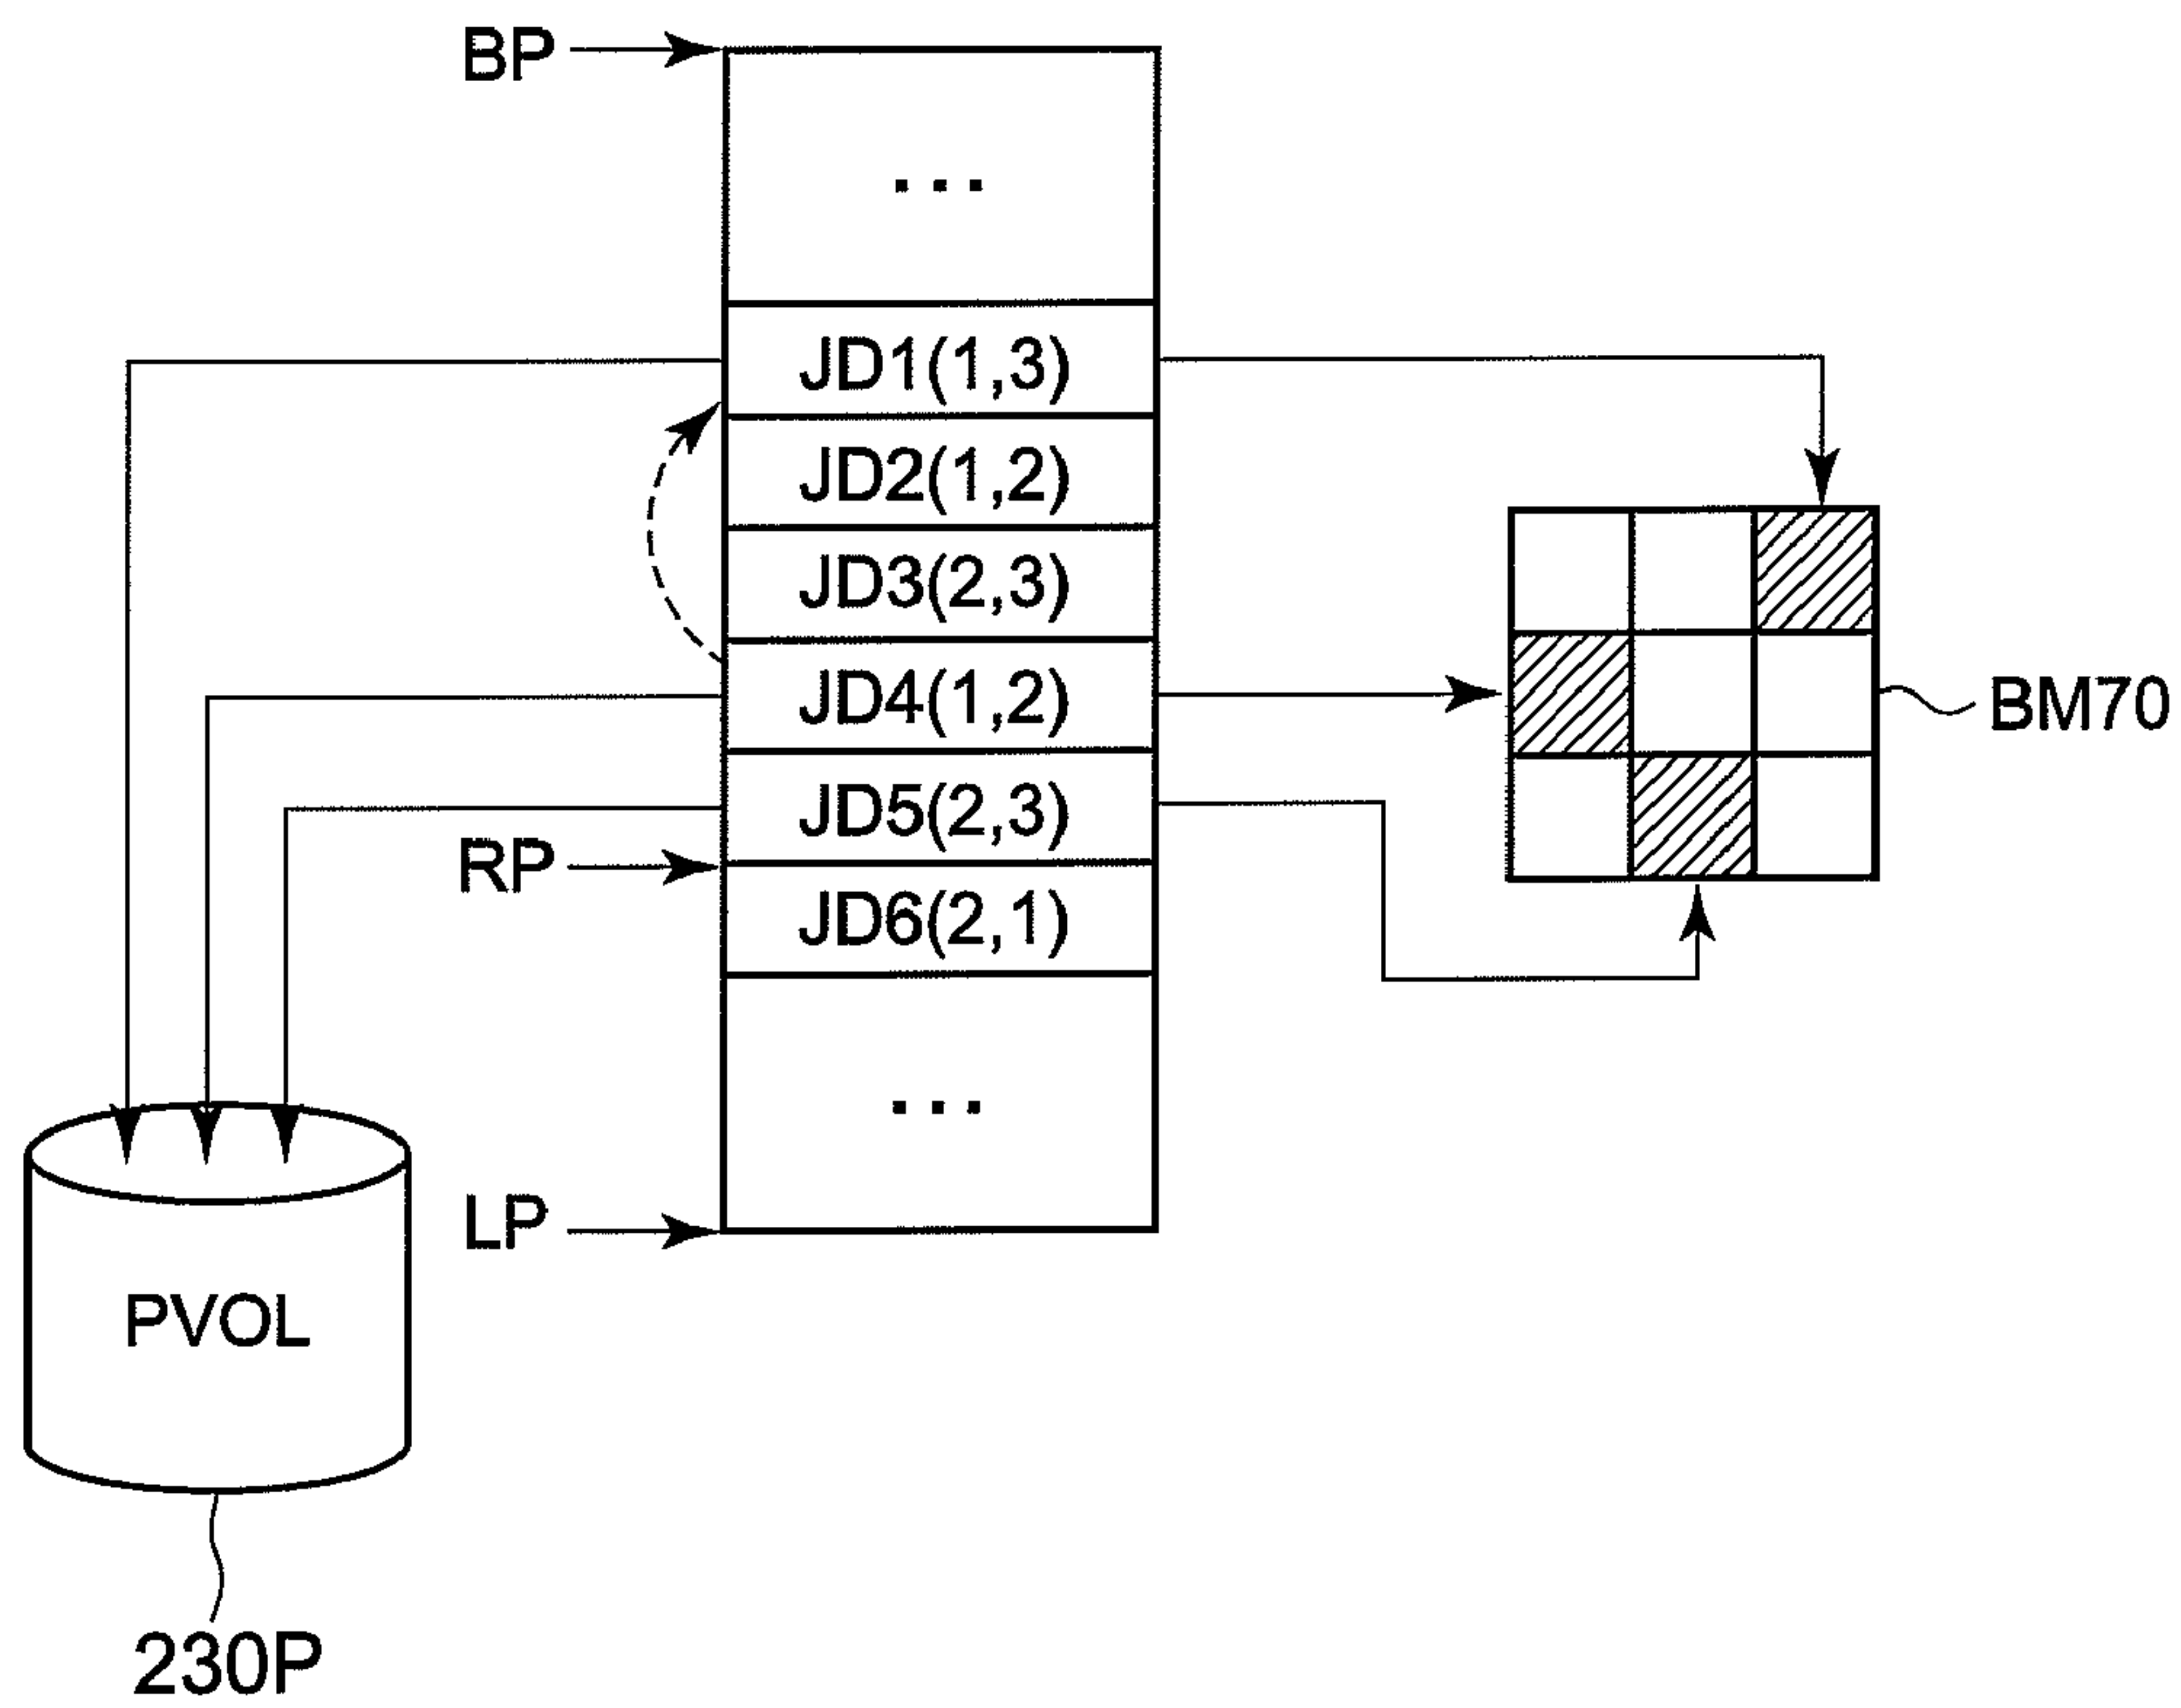 BP
...
JD1(1,3)
JD2(1,2)
JD3(2,3)
JD4(1,2)
BM70
JD5(2,3)
RP
JD6(2,1)
...
LP
PVOL
230P